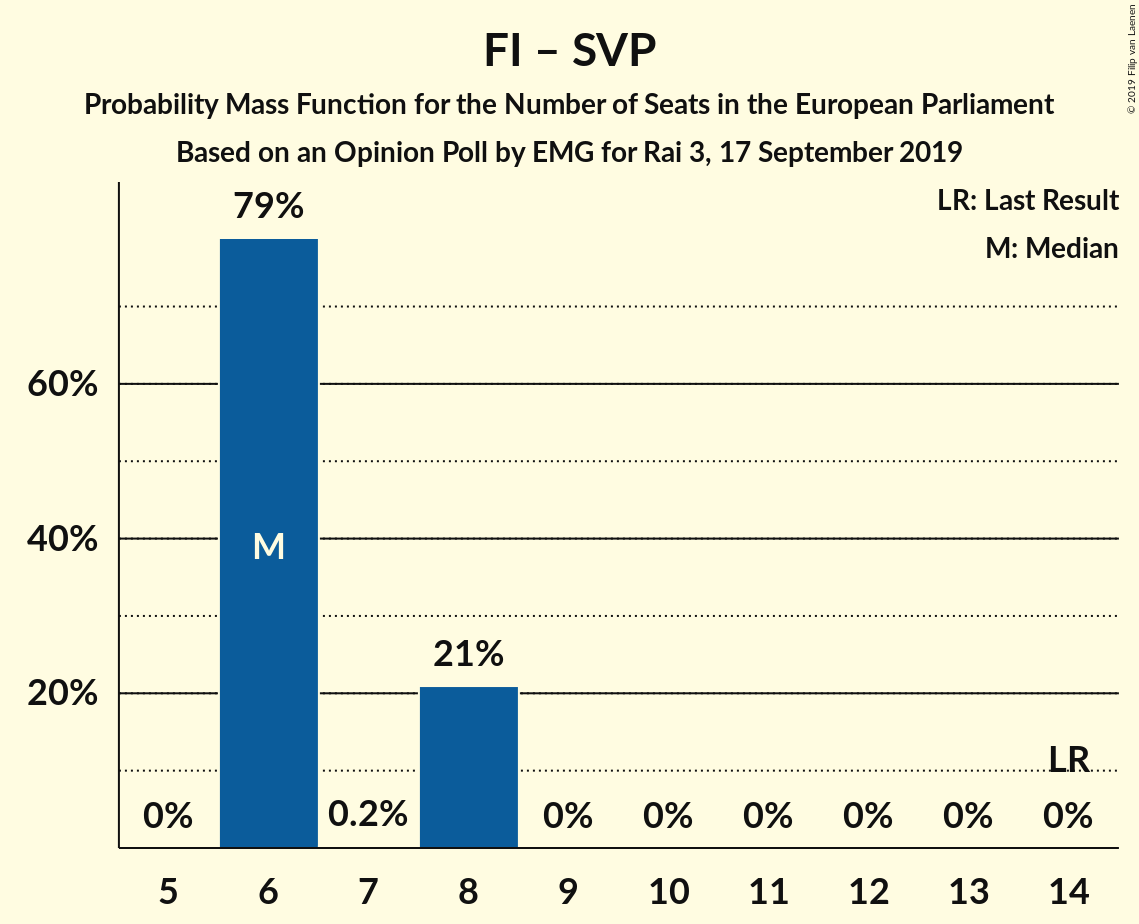 FI – SVP
Probability Mass Function for the Number of Seats in the European Parliament
Based on an Opinion Poll by EMG for Rai 3, 17 September 2019
© 2019 Filip van Laenen
LR: Last Result
M: Median
79%
60%
40%
M
21%
20%
LR
0%
0.2%
0%
0%
0%
0%
0%
0%
5 6 7 8 9 10 11 12 13 14